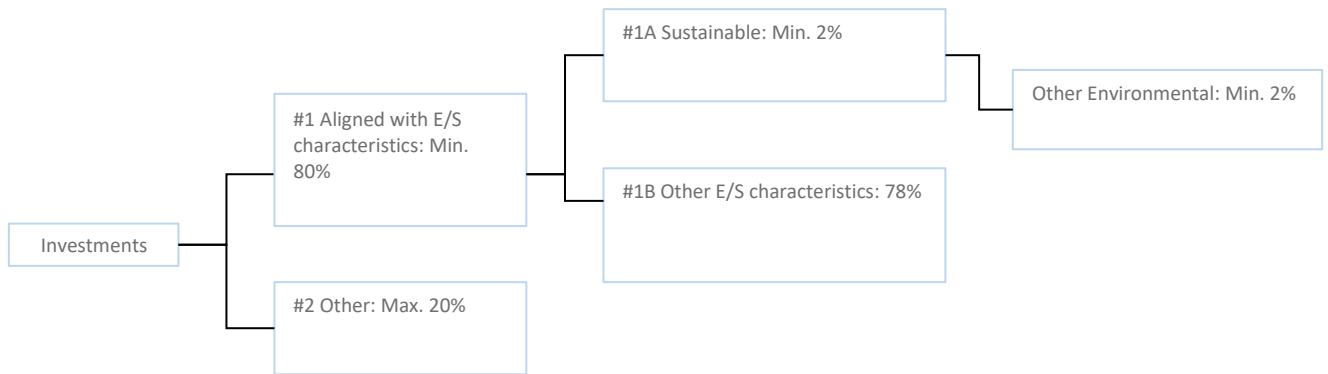 #1A Sustainable: Min. 2%
Other Environmental: Min. 2%
#1 Aligned with E/S
characteristics: Min.
80%
#1B Other E/S characteristics: 78%
Investments
#2 Other: Max. 20%